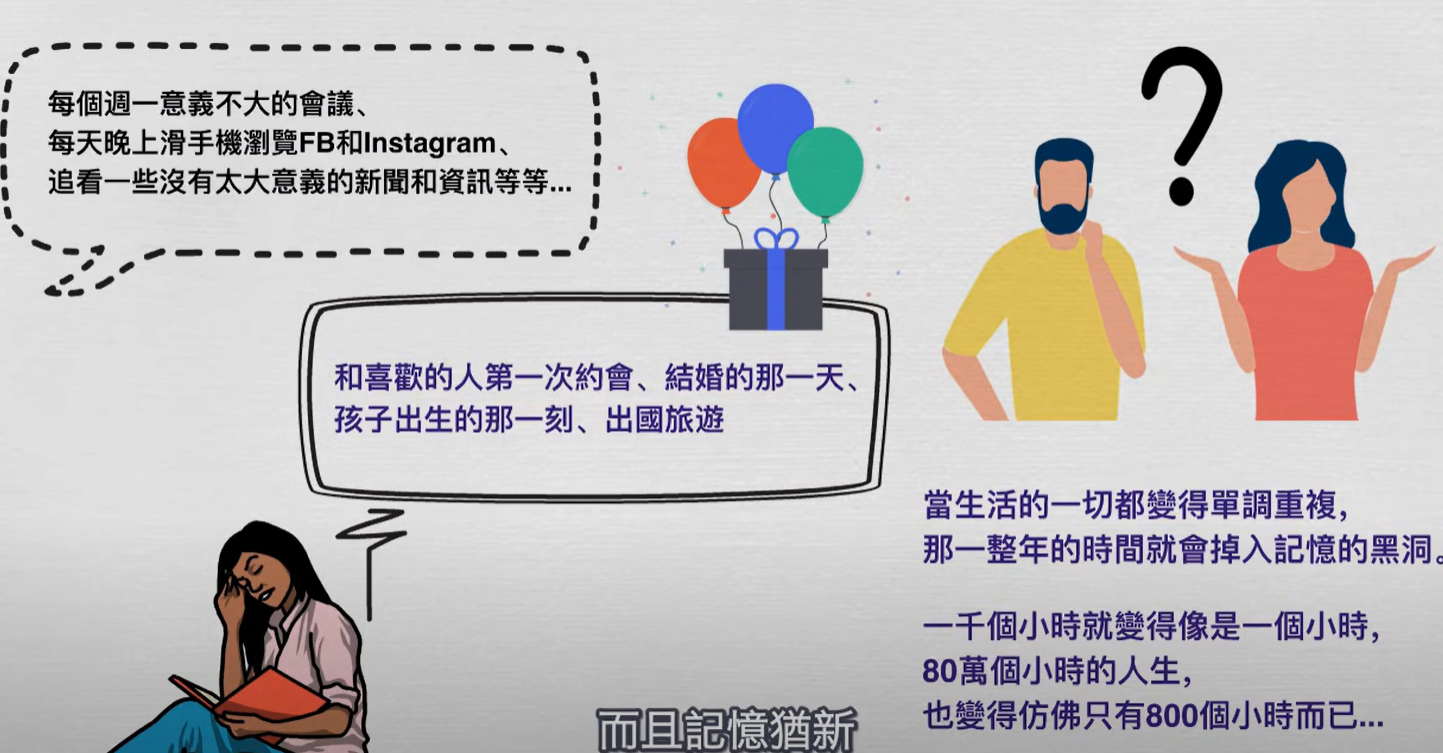 每個週一意義不大的會議、
每天晚上滑手機瀏覽FB和Instagram、
追看一些沒有太大意義的新聞和資訊等等...
和喜歡的人第一次約會、結婚的那一天、
孩子出生的那一刻、出國旅遊
?
當生活的一切都變得單調重複，
那一整年的時間就會掉入記憶的黑洞。
一千個小時就變得像是一個小時，
80萬個小時的人生，
也變得仿佛只有800個小時而已...
而且記憶猶新